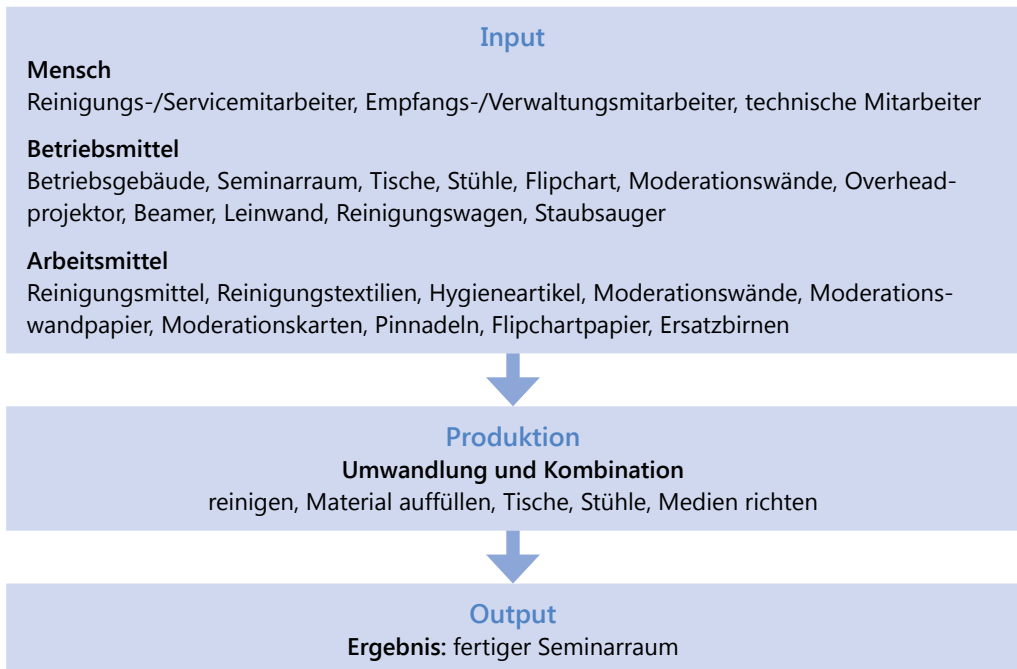 Input
Mensch
Reinigungs-/Servicemitarbeiter, Empfangs-/Verwaltungsmitarbeiter, technische Mitarbeiter
Betriebsmittel
Betriebsgebäude, Seminarraum, Tische, Stühle, Flipchart, Moderationswände, Overhead-
projektor, Beamer, Leinwand, Reinigungswagen, Staubsauger
Arbeitsmittel
Reinigungsmittel, Reinigungstextilien, Hygieneartikel, Moderationswände, Moderations-
wandpapier, Moderationskarten, Pinnadeln, Flipchartpapier, Ersatzbirnen
Produktion
Umwandlung und Kombination
reinigen, Material auffüllen, Tische, Stühle, Medien richten
Output
Ergebnis: fertiger Seminarraum